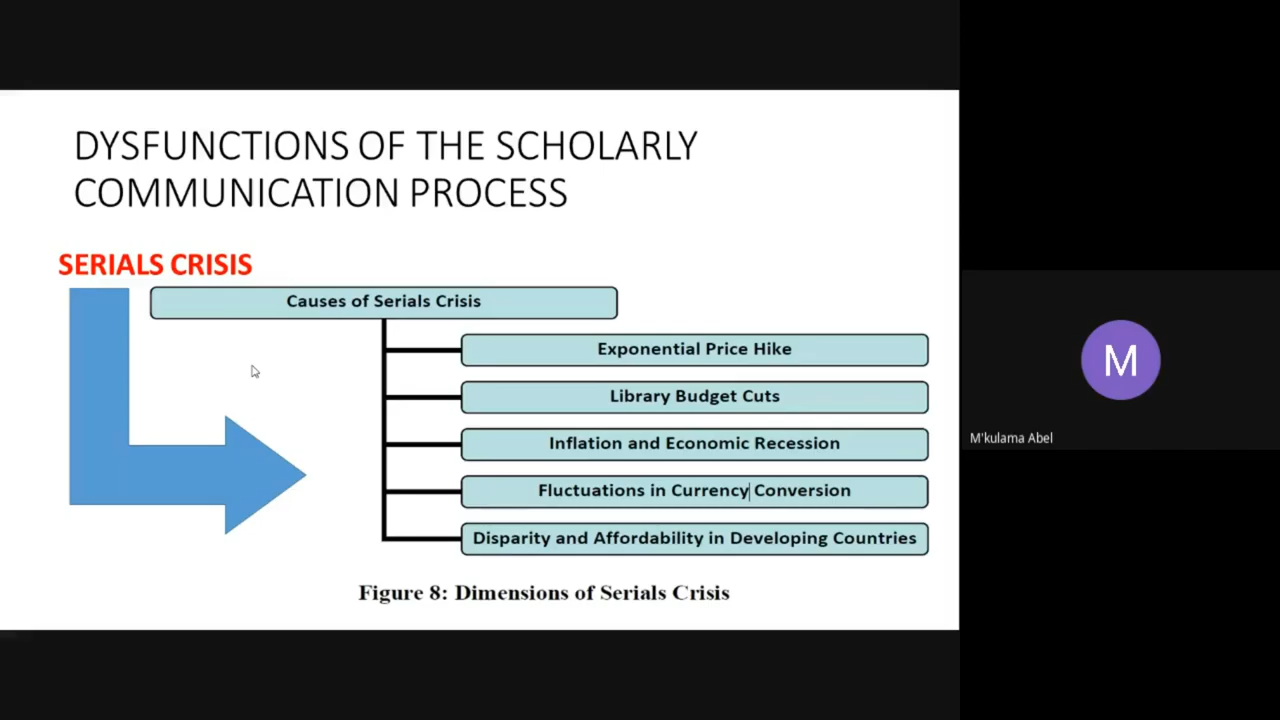 DYSFUNCTIONS OF THE SCHOLARLY
COMMUNICATION PROCESS
SERIALS CRISIS
Causes of Serials Crisis
Exponential Price Hike
Library Budget Cuts
Inflation and Economic Recession
Fluctuations in Currency Conversion
Disparity and Affordability in Developing Countries
Figure 8: Dimensions of Serials Crisis
M
M'kulama Abel